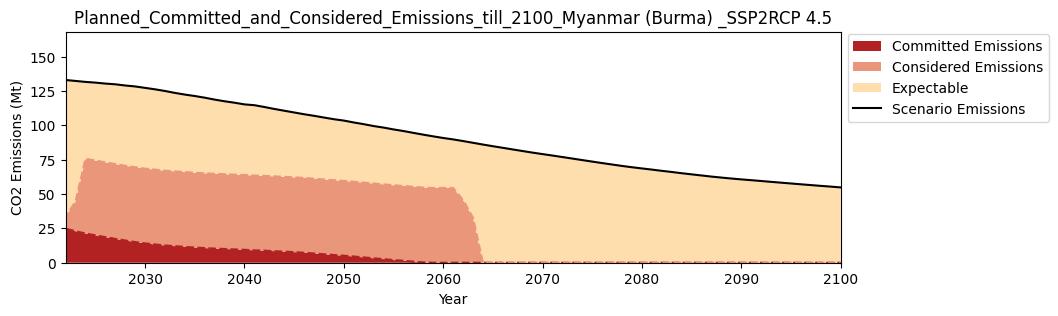 Planned_Committed_and_Considered_Emissions_till_2100_Myanmar (Burma) _SSP2RCP 4.5
CO2 Emissions (Mt)
150
125
100
75
50
25
0
2030 2040 2050 2060 2070 2080 2090 2100
Year
Committed Emissions
Considered Emissions
Expectable
Scenario Emissions